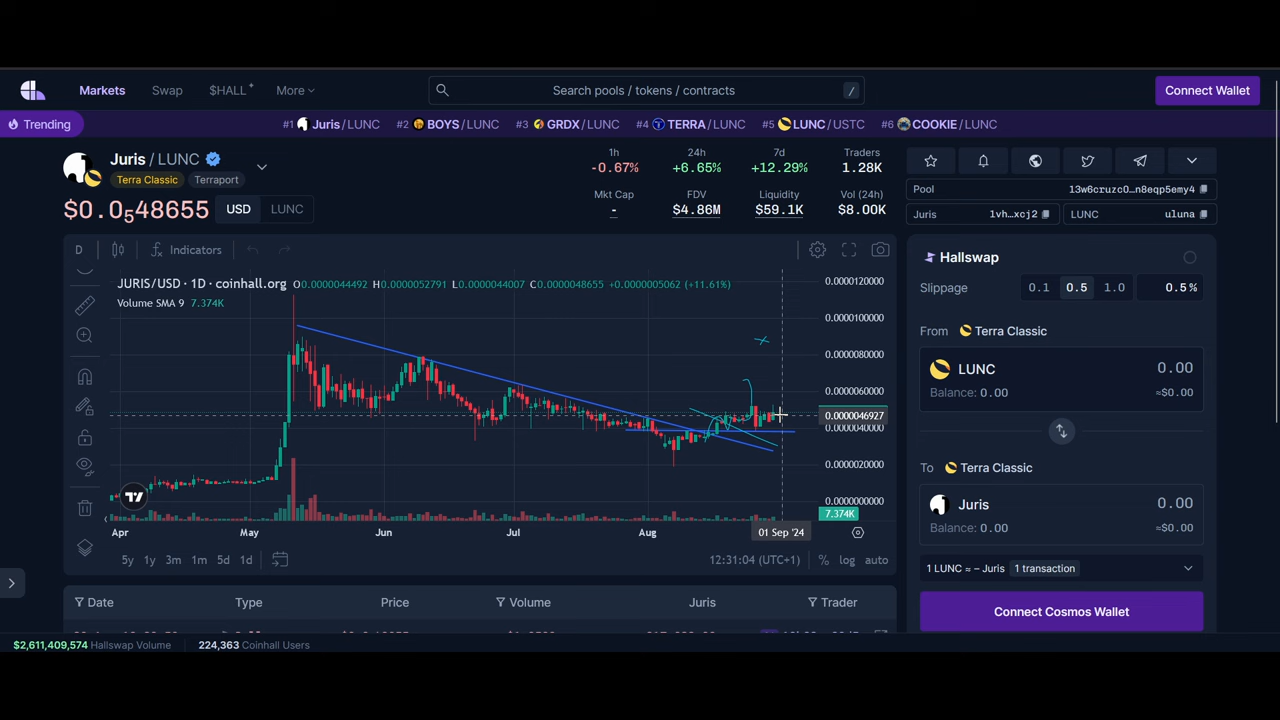 Markets Swap $HALL More Search pools / tokens / contracts / Connect Wallet
Trending #1 Juris/LUNC #2 BOYS/LUNC #3 GRDX/LUNC #4 TERRA/LUNC #5 LUNC/USTC #6 COOKIE/LUNC
Juris / LUNC
Terra Classic Terraport
$0.0₅48655 USD LUNC
1h 24h 7d Traders
-0.67% +6.65% +12.29% 1.28K
Mkt Cap FDV Liquidity Vol (24h)
- $4.86M $59.1K $8.00K
Pool 13w6cruzc0…n8eqp5emy4
Juris 1vh…xcj2 LUNC uluna
D Indicators
JURIS/USD · 1D · coinhall.org O0.0000044492 H0.0000052791 L0.0000044007 C0.0000048655 +0.0000005062 (+11.61%)
Volume SMA 9 7.374K
0.0000120000
0.0000100000
0.0000080000
0.0000060000
0.0000046927
0.0000040000
0.0000020000
0.0000000000
7.374K
Apr May Jun Jul Aug 01 Sep '24
5y 1y 3m 1m 5d 1d 12:31:04 (UTC+1) % log auto
Hallswap
Slippage 0.1 0.5 1.0 0.5 %
From Terra Classic
LUNC 0.00
Balance: 0.00 ≈$0.00
To Terra Classic
Juris 0.00
Balance: 0.00 ≈$0.00
1 LUNC ≈ – Juris 1 transaction
Connect Cosmos Wallet
Date Type Price Volume Juris Trader
$2,611,409,574 Hallswap Volume 224,363 Coinhall Users